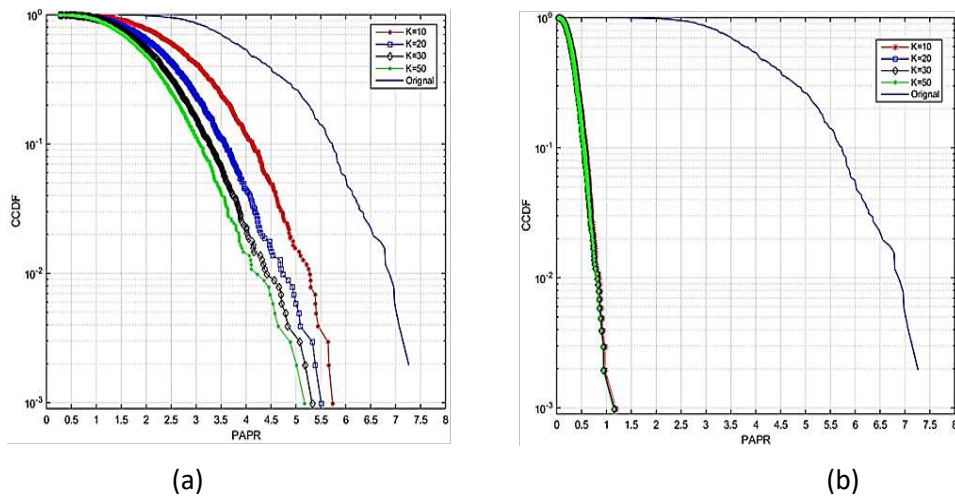 10^0
10^-1
10^-2
10^-3
CCDF
0 0.5 1 1.5 2 2.5 3 3.5 4 4.5 5 5.5 6 6.5 7 7.5 8
PAPR
K=10
K=20
K=30
K=50
Orignal
(a)
10^0
10^-1
10^-2
10^-3
CCDF
0 0.5 1 1.5 2 2.5 3 3.5 4 4.5 5 5.5 6 6.5 7 7.5 8
PAPR
K=10
K=20
K=30
K=50
Orignal
(b)